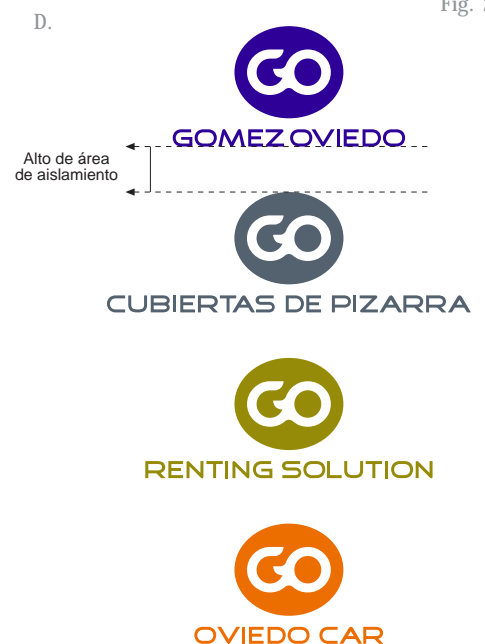 Fig.
D.
GO
GOMEZ OVIEDO
Alto de área
de aislamiento
GO
CUBIERTAS DE PIZARRA
GO
RENTING SOLUTION
GO
OVIEDO CAR